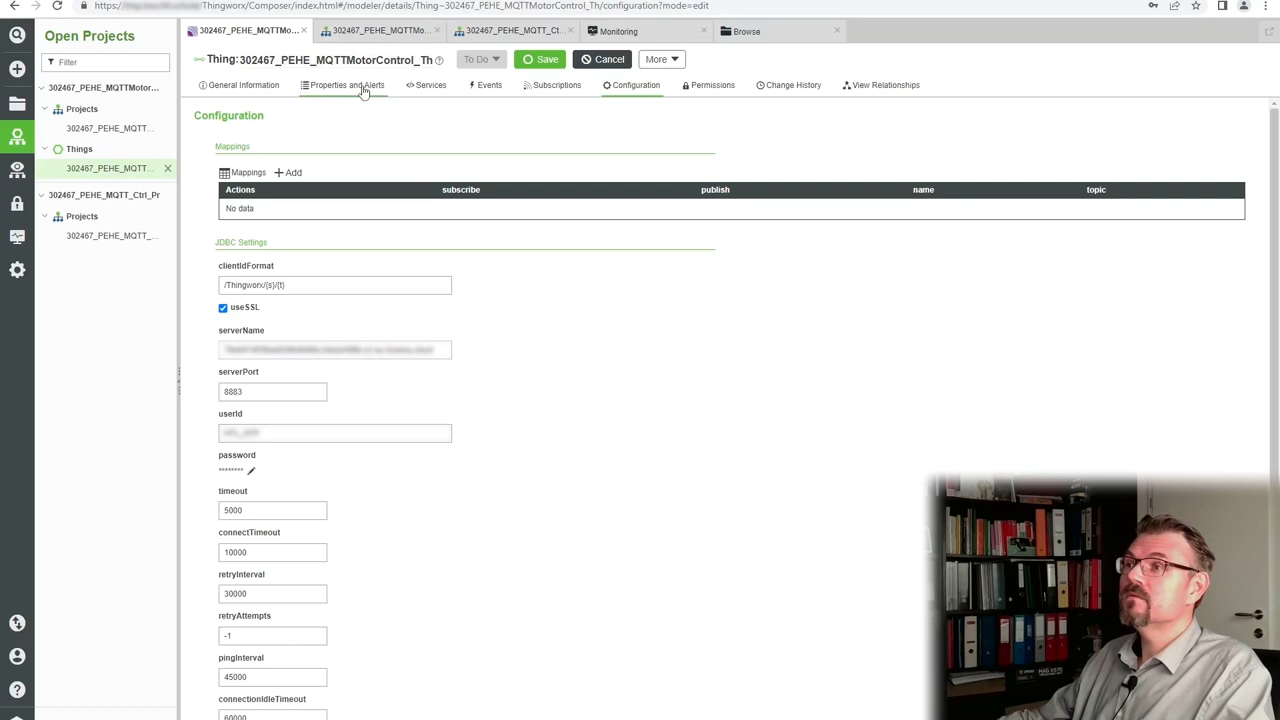 https:// /Thingworx/Composer/index.html#/modeler/details/Thing~302467_PEHE_MQTTMotorControl_Th/configuration?mode=edit
Open Projects
Filter
302467_PEHE_MQTTMotor...
Projects
302467_PEHE_MQTT...
Things
302467_PEHE_MQTT...
302467_PEHE_MQTT_Ctrl_Pr
Projects
302467_PEHE_MQTT_...
302467_PEHE_MQTTMo...
302467_PEHE_MQTTMo...
302467_PEHE_MQTT_Ct...
Monitoring
Browse
Thing:302467_PEHE_MQTTMotorControl_Th
To Do
Save
Cancel
More
General Information
Properties and Alerts
Services
Events
Subscriptions
Configuration
Permissions
Change History
View Relationships
Configuration
Mappings
Mappings
Add
Actions subscribe publish name topic
No data
JDBC Settings
clientIdFormat
/Thingworx/{s}/{t}
useSSL
serverName
serverPort
8883
userId
password
********
timeout
5000
connectTimeout
10000
retryInterval
30000
retryAttempts
-1
pingInterval
45000
connectionIdleTimeout
60000